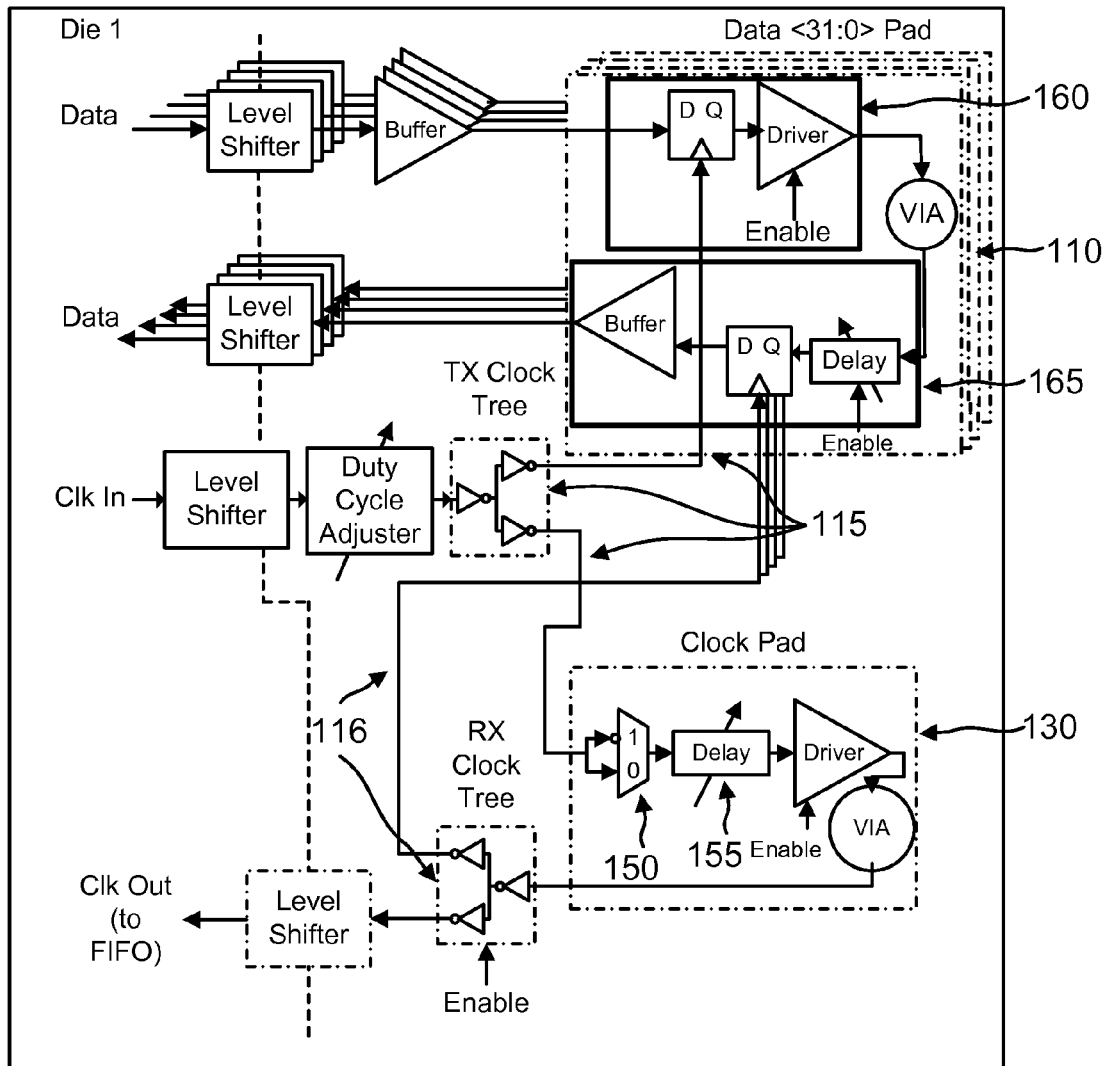 Die 1
Data <31:0> Pad
Data
Level
Shifter
Buffer
D Q
Driver
Enable
160
VIA
110
Data
Level
Shifter
Buffer
D Q
Delay
Enable
165
TX Clock
Tree
Clk In
Level
Shifter
Duty
Cycle
Adjuster
115
Clock Pad
116
RX
Clock
Tree
1
0
Delay
Driver
130
150
155
Enable
VIA
Clk Out
(to
FIFO)
Level
Shifter
Enable